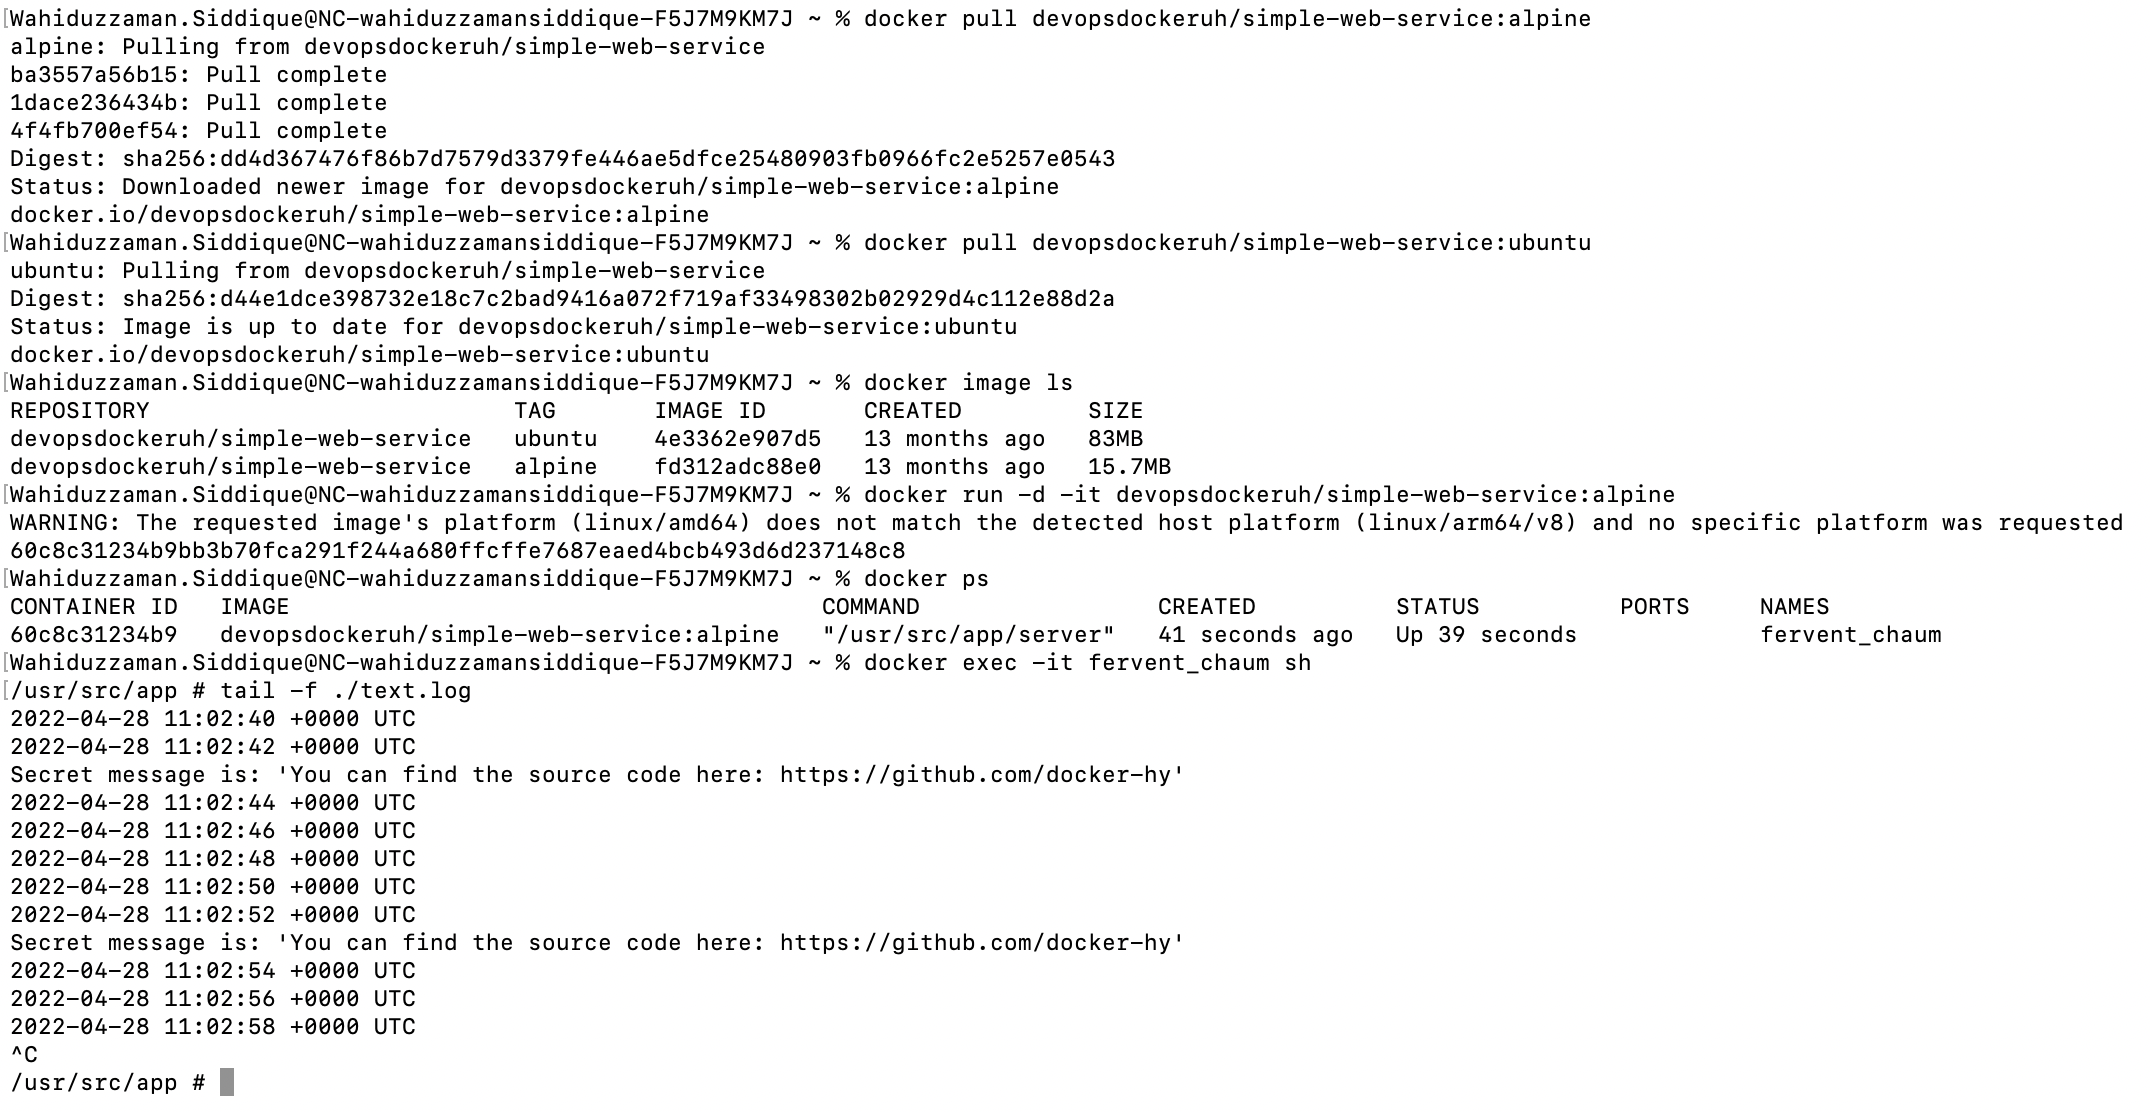 [Wahiduzzaman.Siddique@NC-wahiduzzamansiddique-F5J7M9KM7J ~ % docker pull devopsdockeruh/simple-web-service:alpine
alpine: Pulling from devopsdockeruh/simple-web-service
ba3557a56b15: Pull complete
1dace236434b: Pull complete
4f4fb700ef54: Pull complete
Digest: sha256:dd4d367476f86b7d7579d3379fe446ae5dfce25480903fb0966fc2e5257e0543
Status: Downloaded newer image for devopsdockeruh/simple-web-service:alpine
docker.io/devopsdockeruh/simple-web-service:alpine
[Wahiduzzaman.Siddique@NC-wahiduzzamansiddique-F5J7M9KM7J ~ % docker pull devopsdockeruh/simple-web-service:ubuntu
ubuntu: Pulling from devopsdockeruh/simple-web-service
Digest: sha256:d44e1dce398732e18c7c2bad9416a072f719af33498302b02929d4c112e88d2a
Status: Image is up to date for devopsdockeruh/simple-web-service:ubuntu
docker.io/devopsdockeruh/simple-web-service:ubuntu
[Wahiduzzaman.Siddique@NC-wahiduzzamansiddique-F5J7M9KM7J ~ % docker image ls
REPOSITORY                          TAG       IMAGE ID       CREATED         SIZE
devopsdockeruh/simple-web-service   ubuntu    4e3362e907d5   13 months ago   83MB
devopsdockeruh/simple-web-service   alpine    fd312adc88e0   13 months ago   15.7MB
[Wahiduzzaman.Siddique@NC-wahiduzzamansiddique-F5J7M9KM7J ~ % docker run -d -it devopsdockeruh/simple-web-service:alpine
WARNING: The requested image's platform (linux/amd64) does not match the detected host platform (linux/arm64/v8) and no specific platform was requested
60c8c31234b9bb3b70fca291f244a680ffcffe7687eaed4bcb493d6d237148c8
[Wahiduzzaman.Siddique@NC-wahiduzzamansiddique-F5J7M9KM7J ~ % docker ps
CONTAINER ID   IMAGE                                      COMMAND                 CREATED          STATUS          PORTS     NAMES
60c8c31234b9   devopsdockeruh/simple-web-service:alpine   "/usr/src/app/server"   41 seconds ago   Up 39 seconds             fervent_chaum
[Wahiduzzaman.Siddique@NC-wahiduzzamansiddique-F5J7M9KM7J ~ % docker exec -it fervent_chaum sh
[/usr/src/app # tail -f ./text.log
2022-04-28 11:02:40 +0000 UTC
2022-04-28 11:02:42 +0000 UTC
Secret message is: 'You can find the source code here: https://github.com/docker-hy'
2022-04-28 11:02:44 +0000 UTC
2022-04-28 11:02:46 +0000 UTC
2022-04-28 11:02:48 +0000 UTC
2022-04-28 11:02:50 +0000 UTC
2022-04-28 11:02:52 +0000 UTC
Secret message is: 'You can find the source code here: https://github.com/docker-hy'
2022-04-28 11:02:54 +0000 UTC
2022-04-28 11:02:56 +0000 UTC
2022-04-28 11:02:58 +0000 UTC
^C
/usr/src/app #